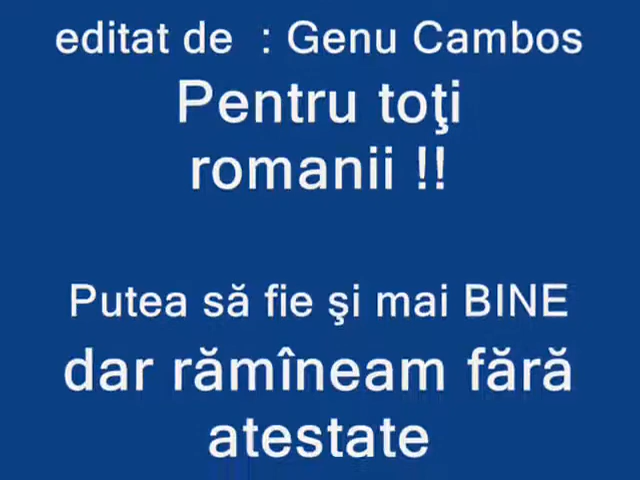 editat de  : Genu Cambos
Pentru toţi
romanii !!
Putea să fie şi mai BINE
dar rămîneam fără
atestate